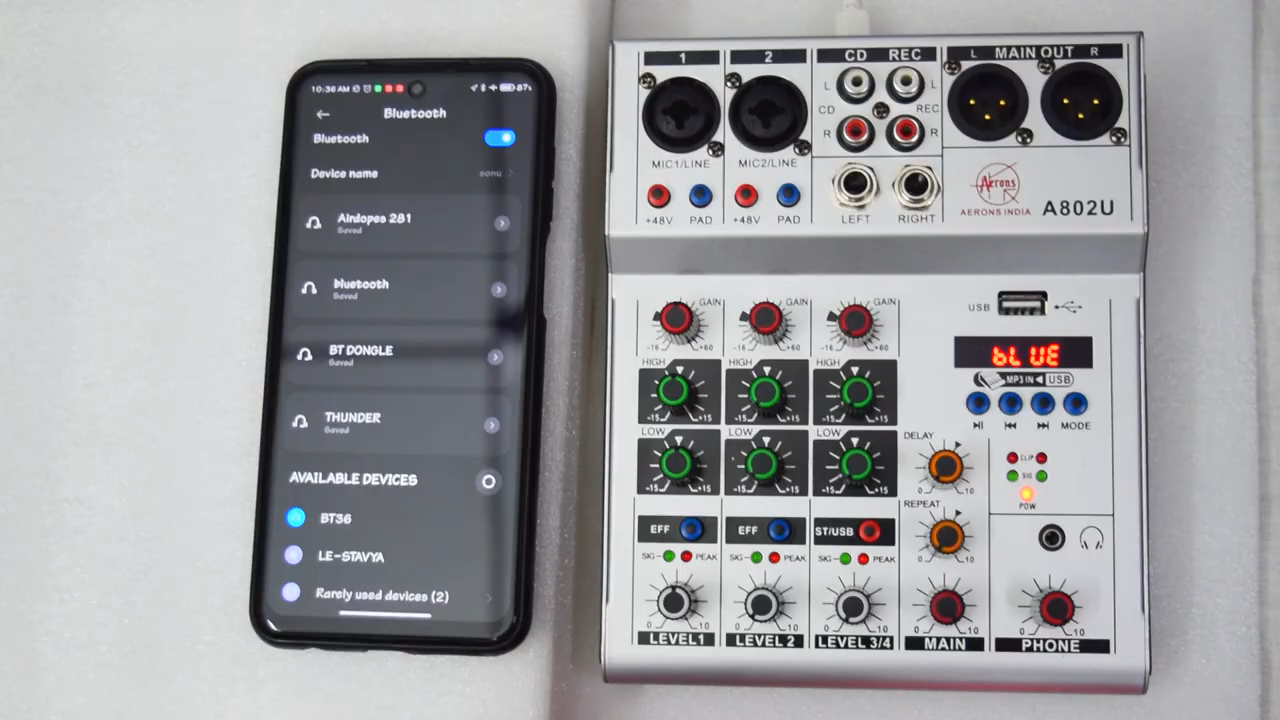 10:36 AM
87%
Bluetooth
Bluetooth
Device name
sonu
Airdopes 281
Saved
bluetooth
Saved
BT DONGLE
Saved
THUNDER
Saved
AVAILABLE DEVICES
BT36
LE-STAVYA
Rarely used devices (2)
1 2 CD REC L MAIN OUT R
L L
CD REC
R R
MIC1/LINE MIC2/LINE
+48V PAD +48V PAD LEFT RIGHT
Aerons
AERONS INDIA A802U
USB
GAIN GAIN GAIN
-16 +60 -16 +60 -16 +60
bLUE
HIGH HIGH HIGH
MP3 IN USB
-15 +15 -15 +15 -15 +15
MODE
LOW LOW LOW DELAY
-15 +15 -15 +15 -15 +15 0 10
CLIP
SIG
POW
REPEAT
EFF EFF ST/USB
0 10
SIG PEAK SIG PEAK SIG PEAK
0 10 0 10 0 10 0 10 0 10
LEVEL1 LEVEL 2 LEVEL 3/4 MAIN PHONE